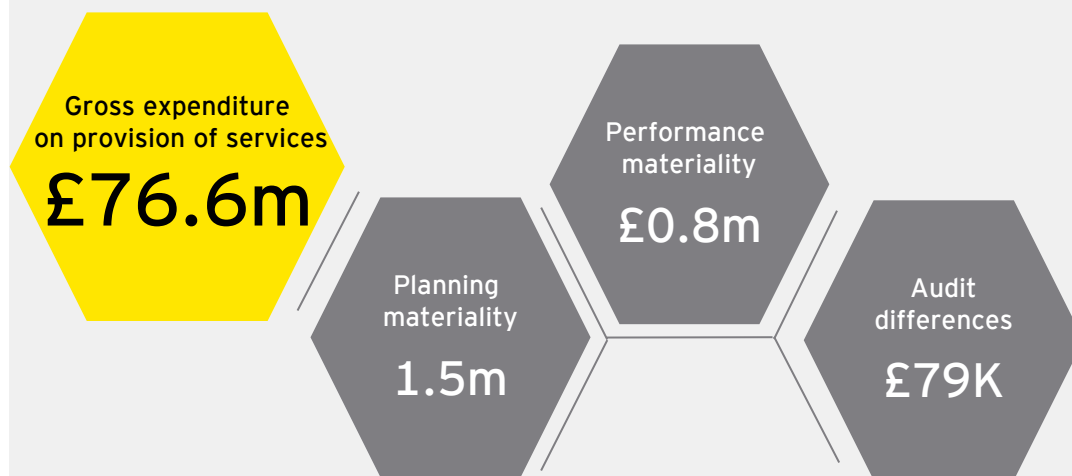 Gross expenditure
on provision of services
£76.6m
Planning
materiality
1.5m
Performance
materiality
£0.8m
Audit
differences
£79K